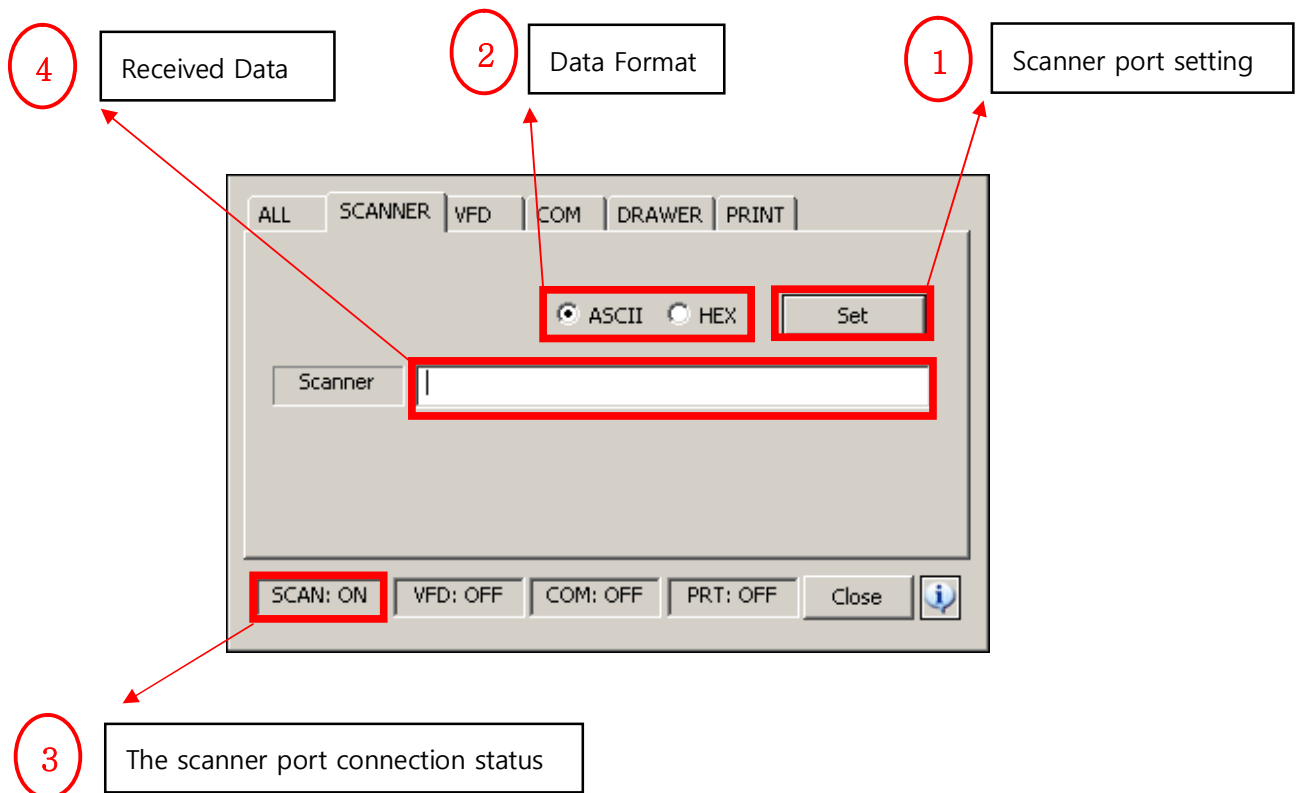 4 Received Data 2 Data Format 1 Scanner port setting
ALL SCANNER VFD COM DRAWER PRINT
ASCII HEX Set
Scanner
SCAN: ON VFD: OFF COM: OFF PRT: OFF Close
3 The scanner port connection status